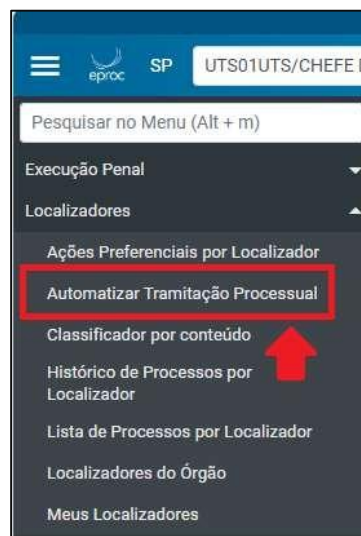 eproc SP UTS01UTS/CHEFE
Pesquisar no Menu (Alt + m)
Execução Penal
Localizadores
Ações Preferenciais por Localizador
Automatizar Tramitação Processual
Classificador por conteúdo
Histórico de Processos por
Localizador
Lista de Processos por Localizador
Localizadores do Órgão
Meus Localizadores